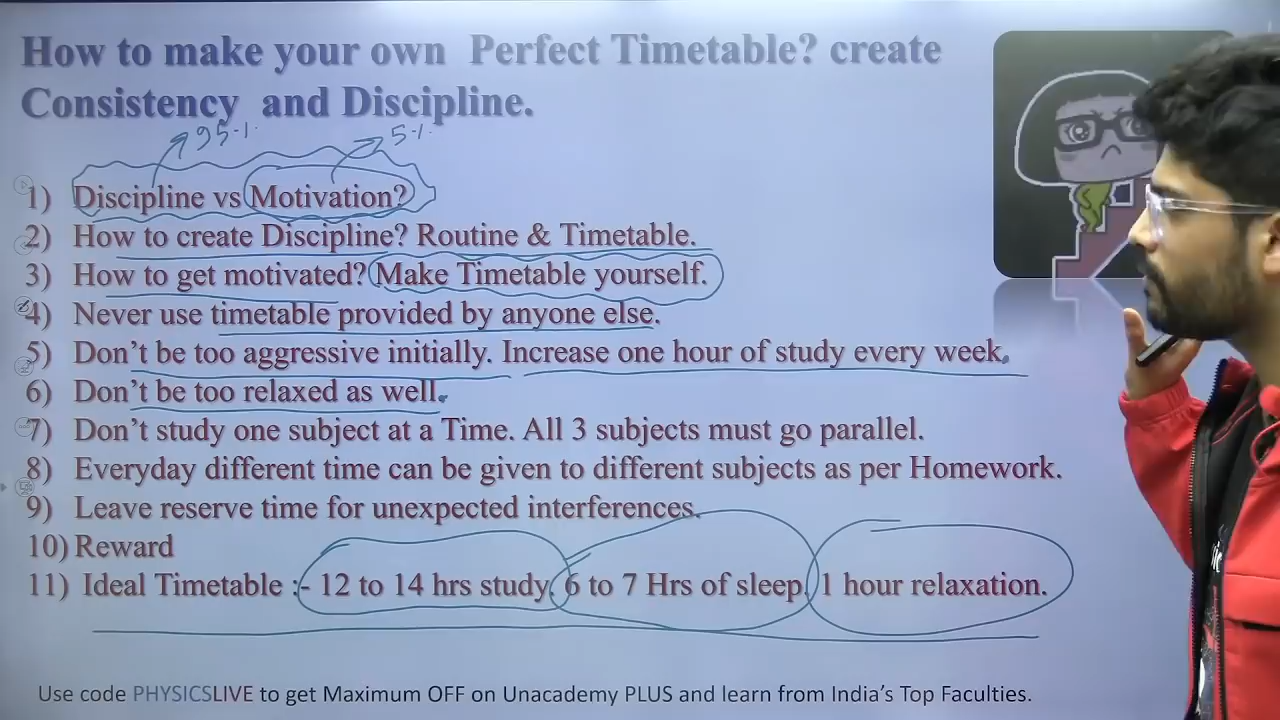 How to make your own Perfect Timetable? create
Consistency and Discipline.
95%
5%
1) Discipline vs Motivation?
2) How to create Discipline? Routine & Timetable.
3) How to get motivated? Make Timetable yourself.
4) Never use timetable provided by anyone else.
5) Don't be too aggressive initially. Increase one hour of study every week.
6) Don't be too relaxed as well.
7) Don't study one subject at a Time. All 3 subjects must go parallel.
8) Everyday different time can be given to different subjects as per Homework.
9) Leave reserve time for unexpected interferences.
10) Reward
11) Ideal Timetable :- 12 to 14 hrs study. 6 to 7 Hrs of sleep. 1 hour relaxation.
Use code PHYSICSLIVE to get Maximum OFF on Unacademy PLUS and learn from India's Top Faculties.